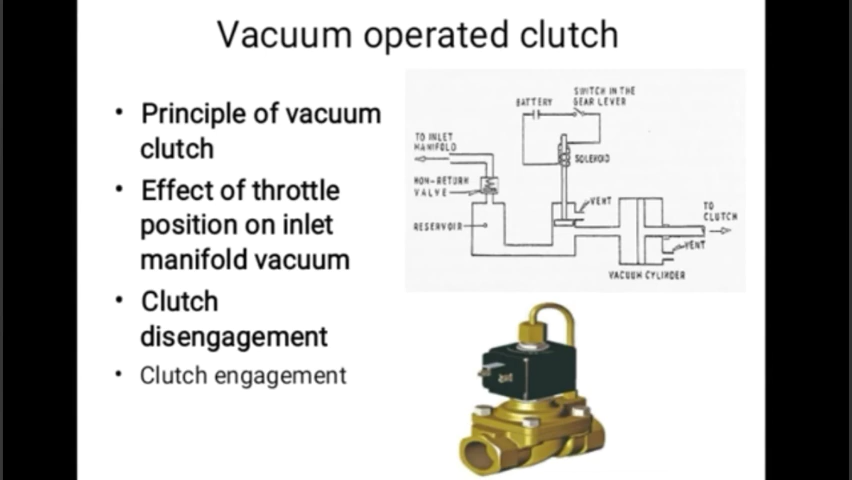 Vacuum operated clutch
• Principle of vacuum
clutch
• Effect of throttle
position on inlet
manifold vacuum
• Clutch
disengagement
• Clutch engagement
BATTERY
SWITCH IN THE
GEAR LEVER
TO INLET
MANIFOLD
SOLENOID
NON-RETURN
VALVE
VENT
TO
CLUTCH
RESERVOIR
VENT
VACUUM CYLINDER